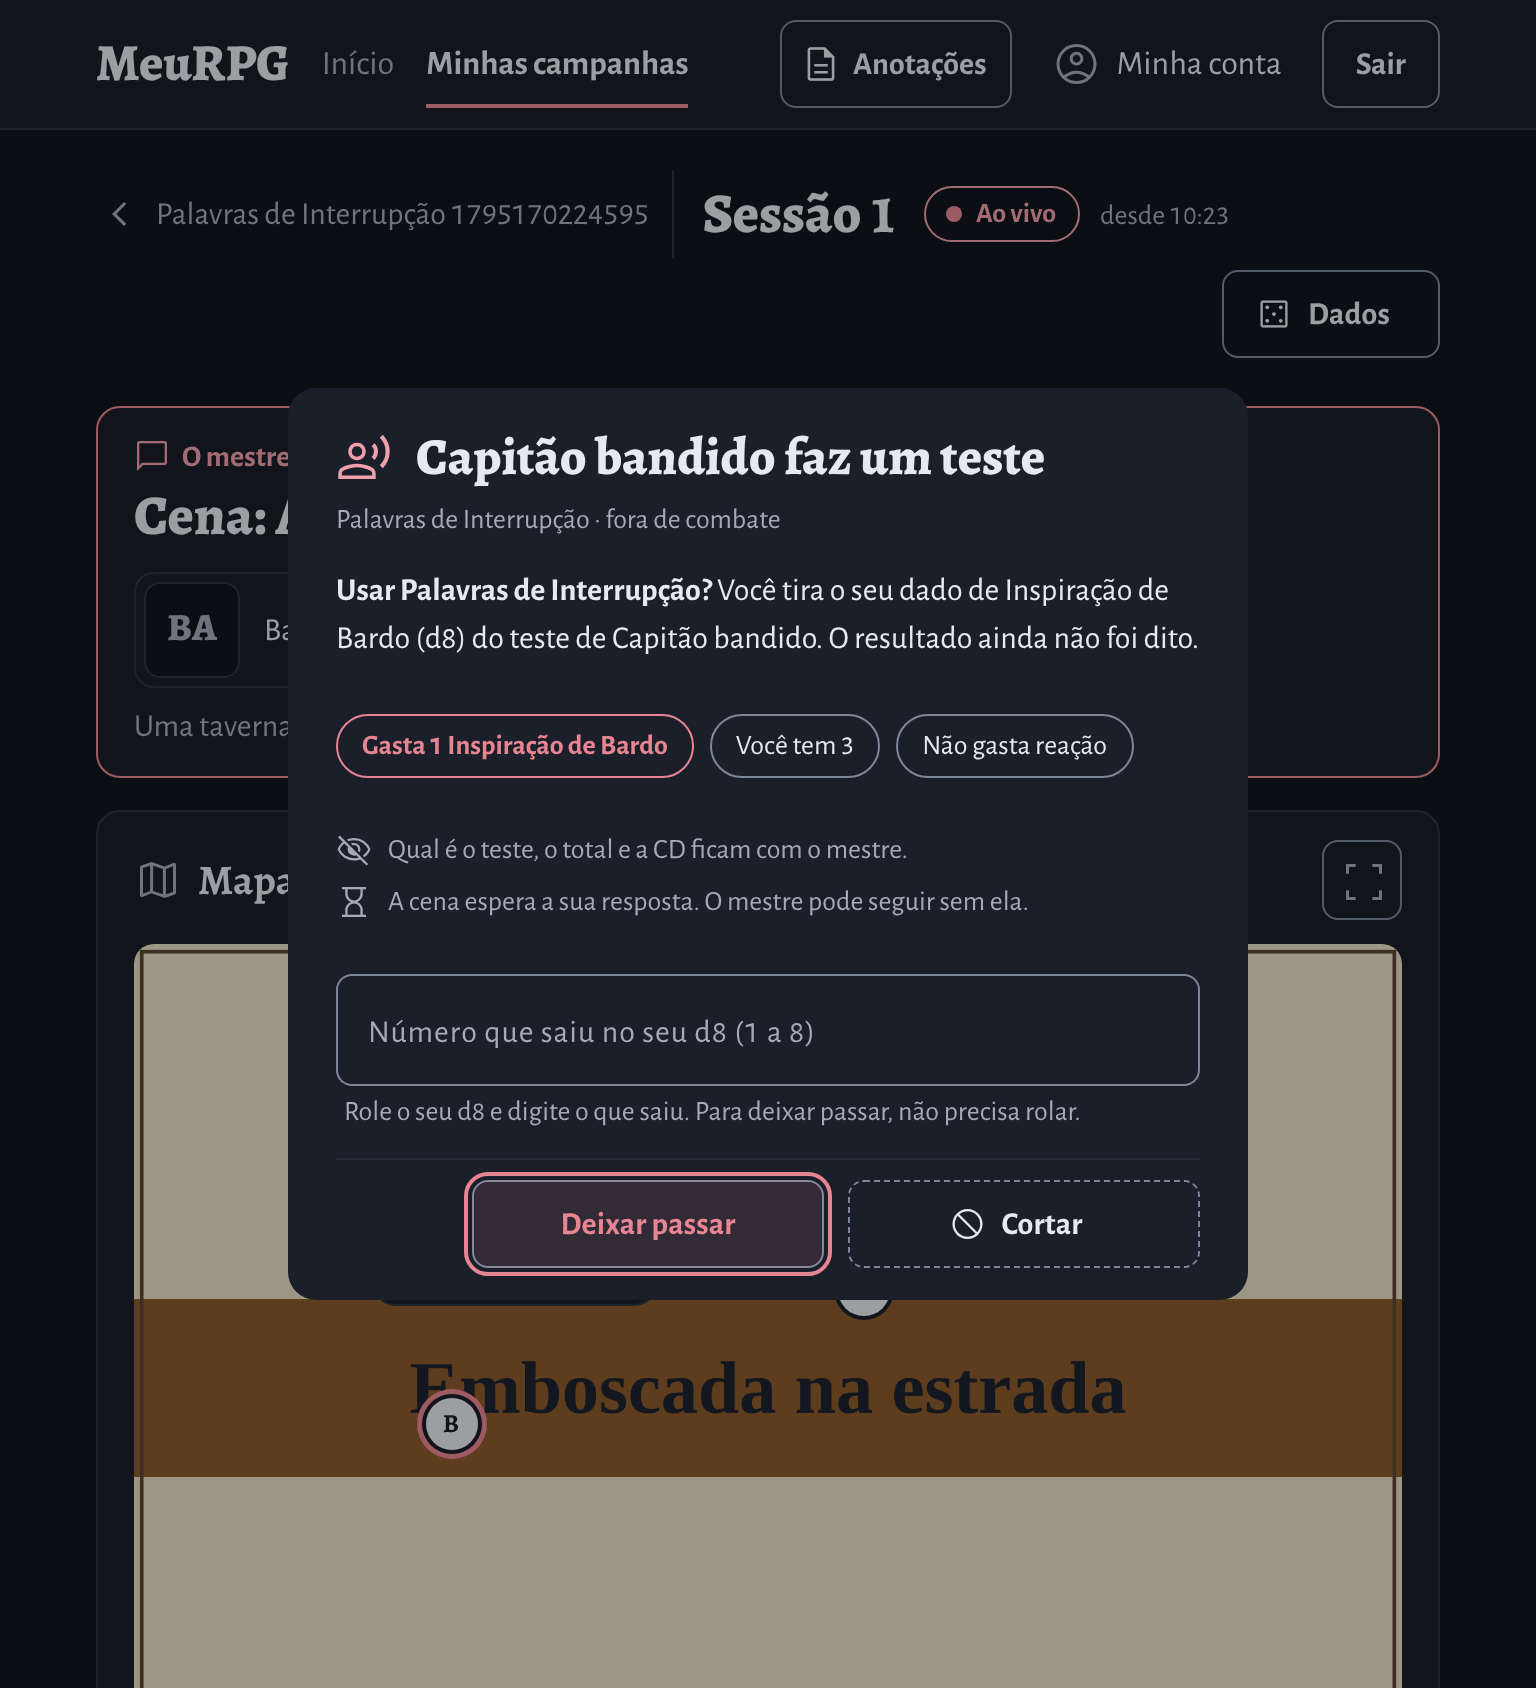 MeuRPG Início Minhas campanhas Anotações Minha conta Sair
Palavras de Interrupção 1795170224595 Sessão 1 Ao vivo desde 10:23
Dados
O mestre
Cena:
BA
Uma taverna
Mapa
Capitão bandido faz um teste
Palavras de Interrupção · fora de combate
Usar Palavras de Interrupção? Você tira o seu dado de Inspiração de
Bardo (d8) do teste de Capitão bandido. O resultado ainda não foi dito.
Gasta 1 Inspiração de Bardo Você tem 3 Não gasta reação
Qual é o teste, o total e a CD ficam com o mestre.
A cena espera a sua resposta. O mestre pode seguir sem ela.
Número que saiu no seu d8 (1 a 8)
Role o seu d8 e digite o que saiu. Para deixar passar, não precisa rolar.
Deixar passar Cortar
Emboscada na estrada
B